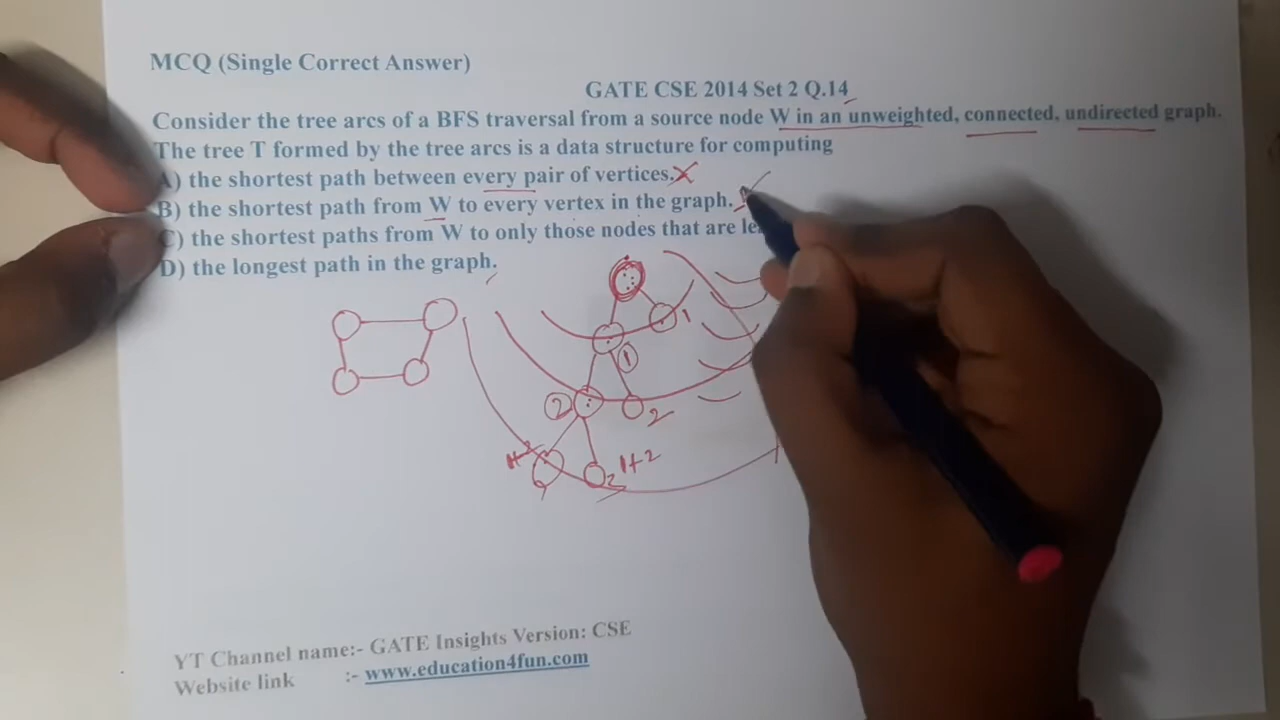 MCQ (Single Correct Answer)
GATE CSE 2014 Set 2 Q.14
Consider the tree arcs of a BFS traversal from a source node W in an unweighted, connected, undirected graph.
The tree T formed by the tree arcs is a data structure for computing
A) the shortest path between every pair of vertices.
B) the shortest path from W to every vertex in the graph.
C) the shortest paths from W to only those nodes that are
D) the longest path in the graph.
1
1
2
2
1+2
1+2
YT Channel name:- GATE Insights Version: CSE
Website link :- www.education4fun.com